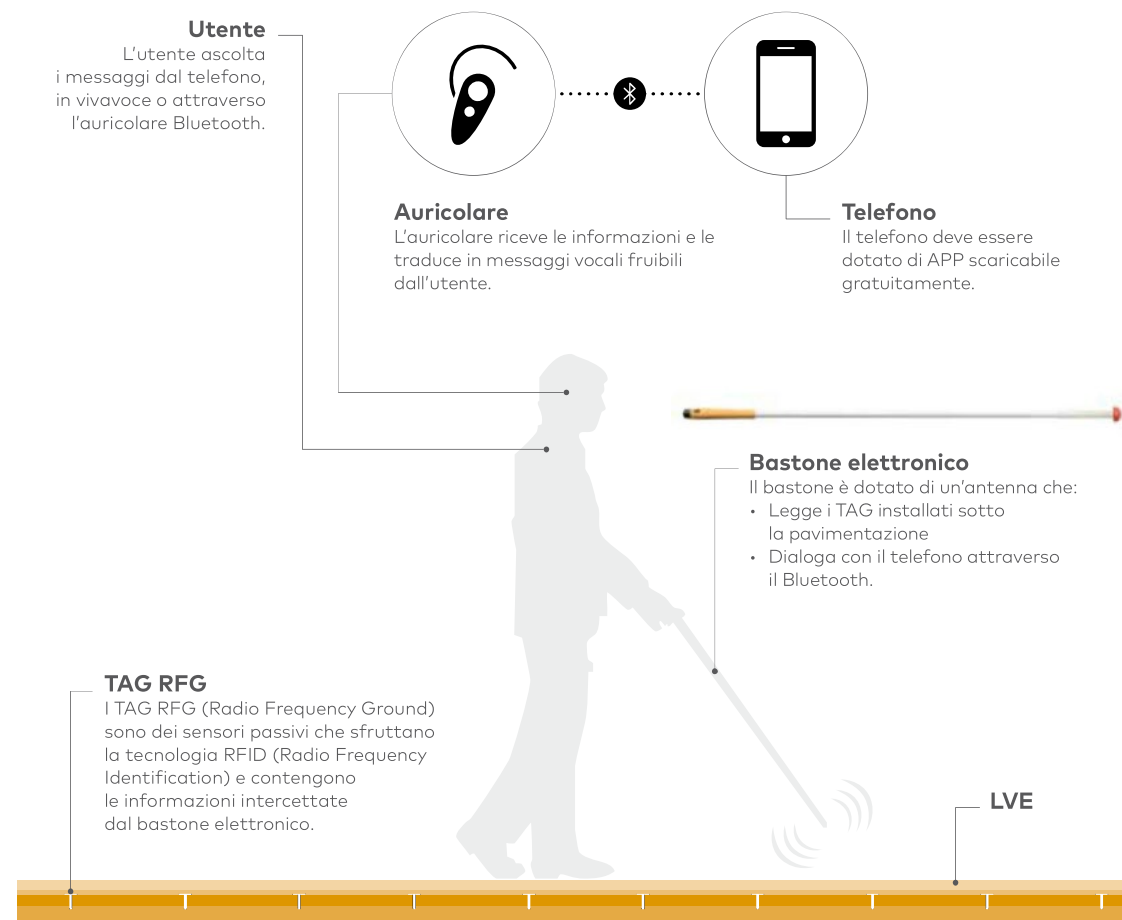 Utente
L'utente ascolta
i messaggi dal telefono,
in vivavoce o attraverso
l'auricolare Bluetooth.
Auricolare
L'auricolare riceve le informazioni e le
traduce in messaggi vocali fruibili
dall'utente.
Telefono
Il telefono deve essere
dotato di APP scaricabile
gratuitamente.
Bastone elettronico
Il bastone è dotato di un'antenna che:
• Legge i TAG installati sotto
la pavimentazione
• Dialoga con il telefono attraverso
il Bluetooth.
TAG RFG
I TAG RFG (Radio Frequency Ground)
sono dei sensori passivi che sfruttano
la tecnologia RFID (Radio Frequency
Identification) e contengono
le informazioni intercettate
dal bastone elettronico.
LVE